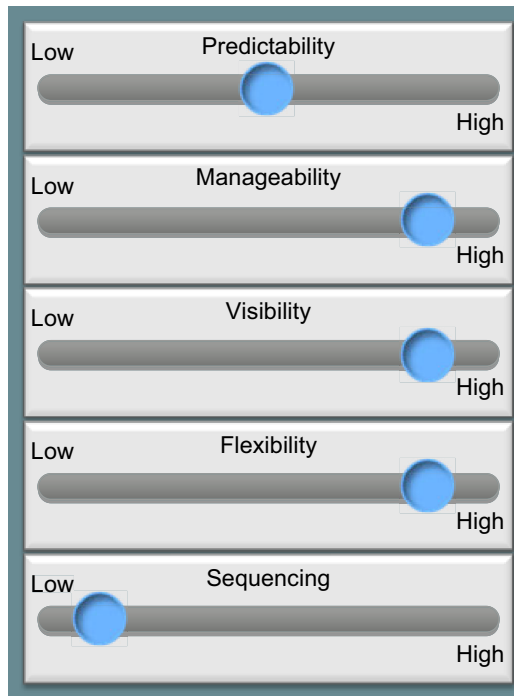 Predictability
Low
High
Manageability
Low
High
Visibility
Low
High
Flexibility
Low
High
Sequencing
Low
High